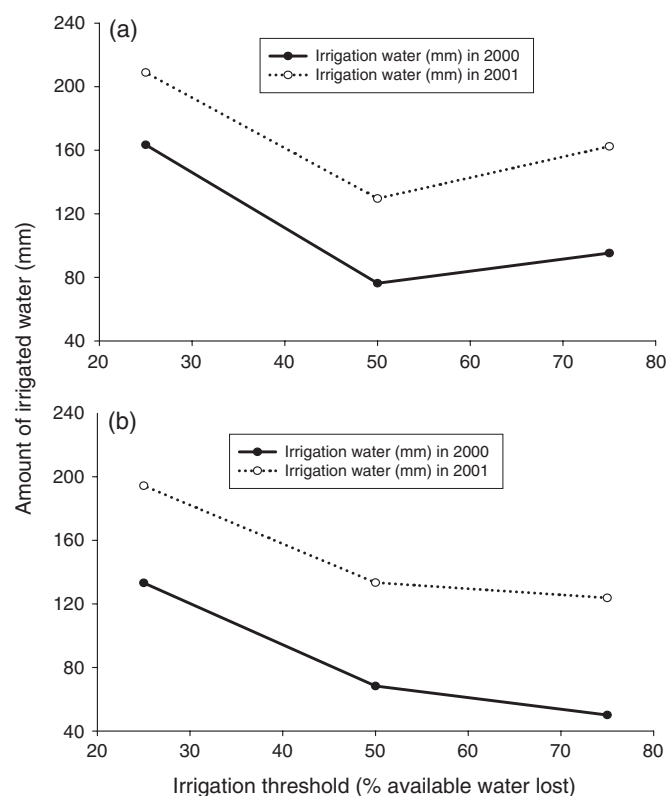 (a)
Irrigation water (mm) in 2000
Irrigation water (mm) in 2001
240
200
160
120
80
40
20 30 40 50 60 70 80
Amount of irrigated water (mm)
(b)
Irrigation water (mm) in 2000
Irrigation water (mm) in 2001
240
200
160
120
80
40
20 30 40 50 60 70 80
Irrigation threshold (% available water lost)